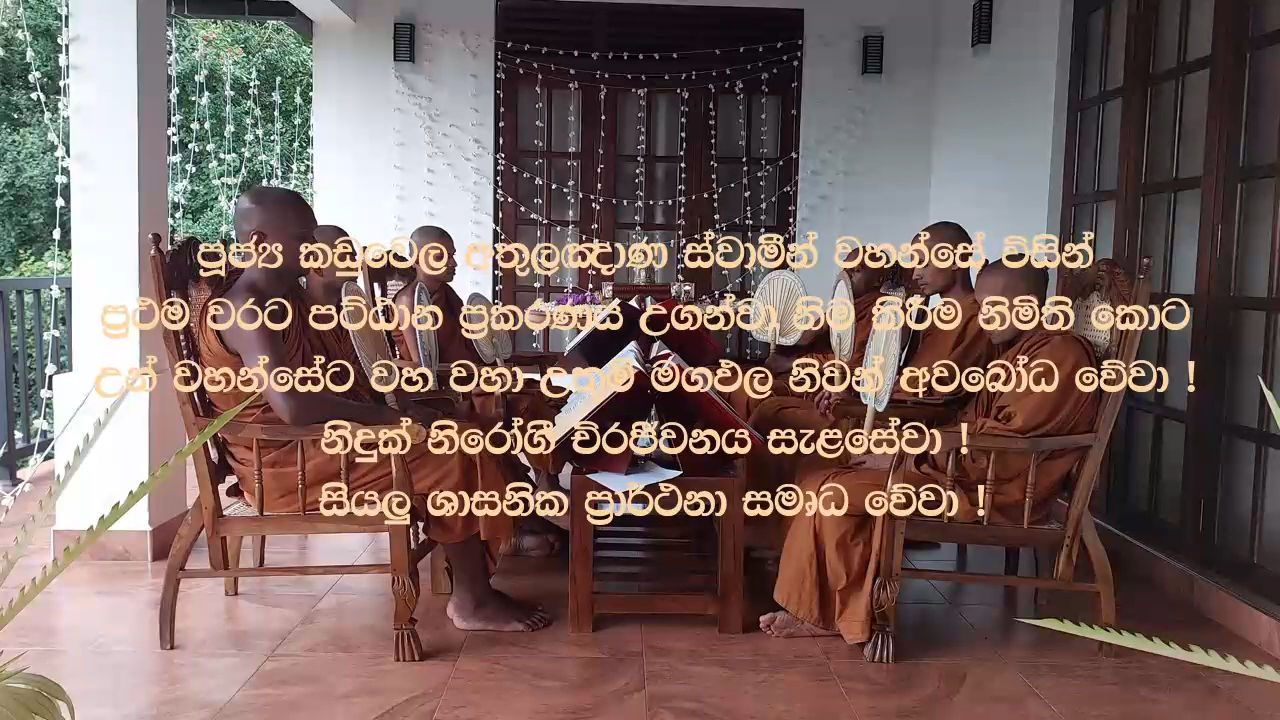 පූජ්‍ය කඩුවෙල අතුලඤාණ ස්වාමීන් වහන්සේ විසින්
ප්‍රථම වරට පට්ඨාන ප්‍රකරණය උගන්වා නිම කිරීම නිමිති කොට
උන් වහන්සේට වහ වහා උතුම් මගඵල නිවන් අවබෝධ වේවා !
නිදුක් නිරෝගී චිරජීවනය සැළසේවා !
සියලු ශාසනික ප්‍රාර්ථනා සමෘධ වේවා !